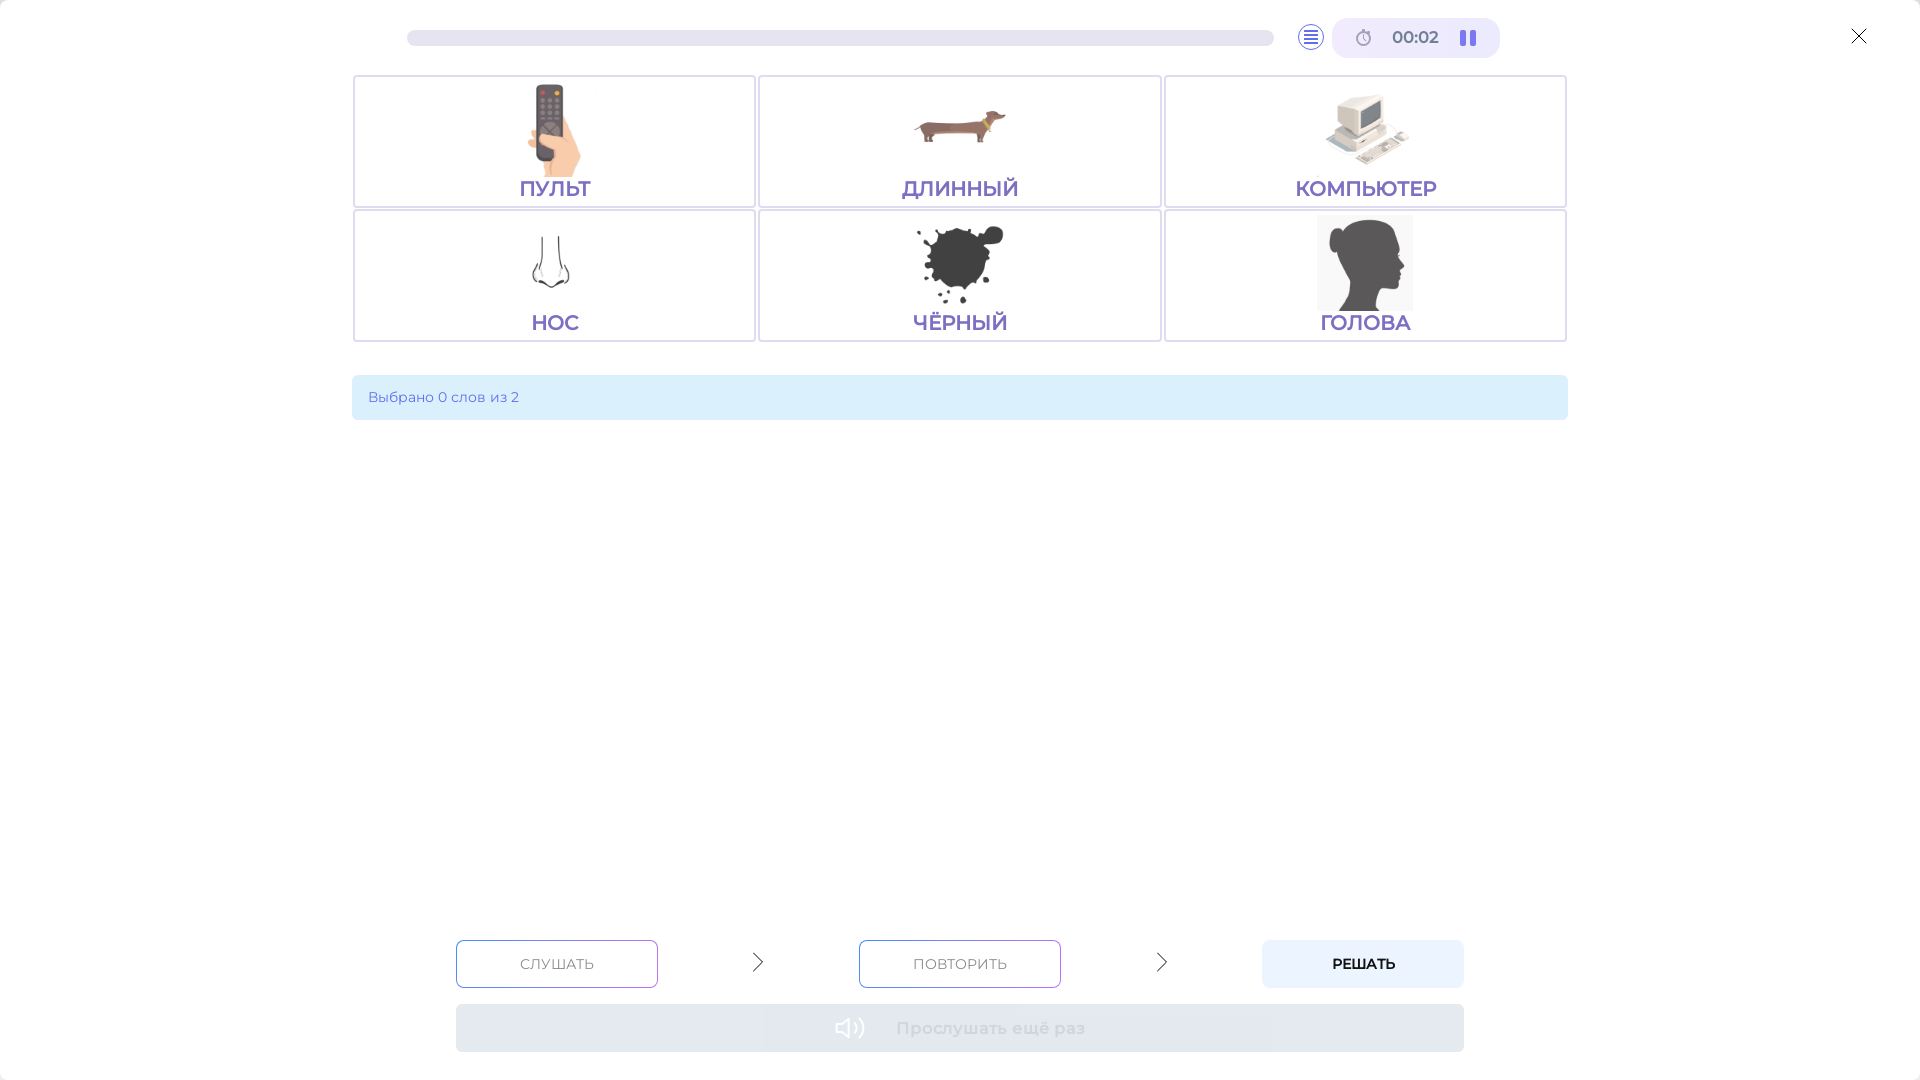 00:02
ПУЛЬТ
ДЛИННЫЙ
КОМПЬЮТЕР
НОС
ЧЁРНЫЙ
ГОЛОВА
Выбрано 0 слов из 2
СЛУШАТЬ
ПОВТОРИТЬ
РЕШАТЬ
Прослушать ещё раз